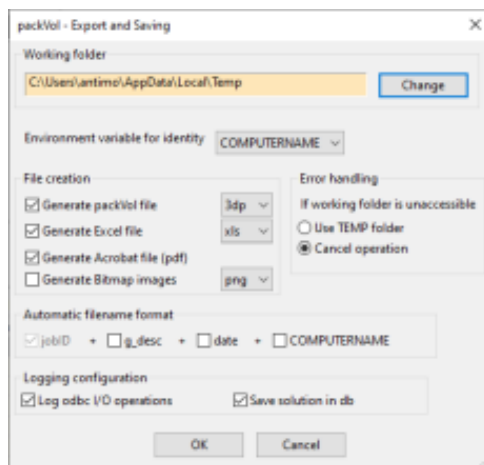 packVol - Export and Saving
Working folder
C:\Users\antimo\AppData\Local\Temp
Change
Environment variable for identity
COMPUTERNAME
File creation
Generate packVol file
3dp
Generate Excel file
xls
Generate Acrobat file (pdf)
Generate Bitmap images
png
Error handling
If working folder is unaccessible
Use TEMP folder
Cancel operation
Automatic filename format
jobID + g_desc + date + COMPUTERNAME
Logging configuration
Log odbc I/O operations
Save solution in db
OK
Cancel